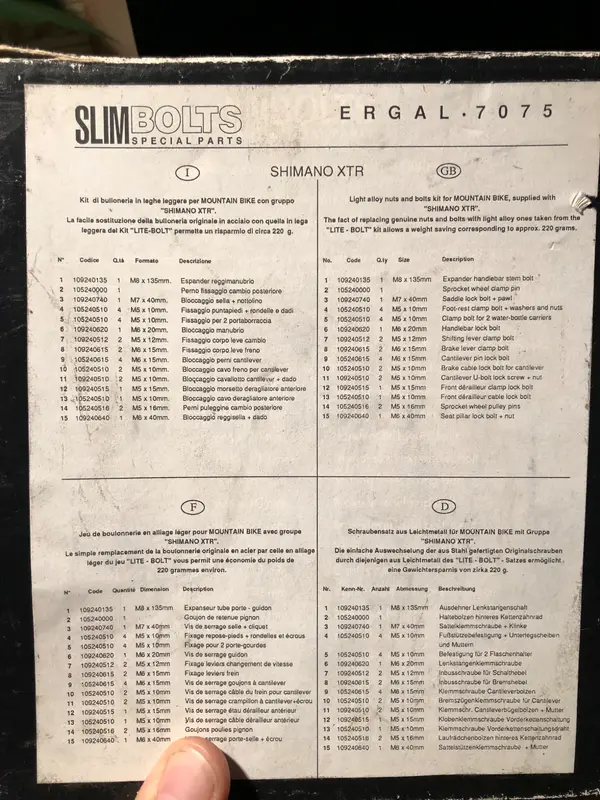 SLIMBOLTS
SPECIAL PARTS
ERGAL · 7075
SHIMANO XTR
I
Kit di bulloneria in leghe leggere per MOUNTAIN BIKE con gruppo
"SHIMANO XTR".
La facile sostituzione della bulloneria originale in acciaio con quella in lega
leggera del Kit "LITE-BOLT" permette un risparmio di circa 220 g.
N° Codice Q.tà Formato Descrizione
1 109240135 1 M8 x 135mm. Expander reggimanubrio
2 105240000 1 Perno fissaggio cambio posteriore
3 109240740 1 M7 x 40mm. Bloccaggio sella + nottolino
4 105240510 4 M5 x 10mm Fissaggio puntapiedi + rondelle e dadi
5 105240510 4 M5 x 10mm Fissaggio per 2 portaborraccia
6 109240620 1 M6 x 20mm. Bloccaggio manubrio
7 109240512 2 M5 x 12mm. Fissaggio corpo leve cambio
8 109240615 2 M6 x 15mm. Fissaggio corpo leve freno
9 109240615 4 M6 x 15mm. Bloccaggio perni cantilever
10 105240510 2 M5 x 10mm. Bloccaggio cavo freno per cantilever
11 109240510 2 M5 x 10mm. Bloccaggio cavallotto cantilever + dado
12 109240515 1 M5 x 15mm. Bloccaggio morsetto deragliatore anteriore
13 105240510 1 M5 x 10mm. Bloccaggio cavo deragliatore anteriore
14 105240516 2 M5 x 16mm. Perni puleggine cambio posteriore
15 109240640 1 M6 x 40mm. Bloccaggio reggisella + dado
GB
Light alloy nuts and bolts kit for MOUNTAIN BIKE, supplied with
"SHIMANO XTR".
The fact of replacing genuine nuts and bolts with light alloy ones taken from the
"LITE - BOLT" kit allows a weight saving corresponding to approx. 220 grams.
No. Code Q.ty Size Description
1 109240135 1 M8 x 135mm Expander handlebar stem bolt
2 105240000 1 Sprocket wheel clamp pin
3 109240740 1 M7 x 40mm Saddle lock bolt + pawl
4 105240510 4 M5 x 10mm Foot-rest damp bolt + washers and nuts
5 105240510 4 M5 x 10mm Clamp bolt for 2 water-bottle carriers
6 109240620 1 M6 x 20mm Handlebar lock bolt
7 109240512 2 M5 x 12mm Shifting lever clamp bolt
8 109240615 2 M6 x 15mm Brake lever clamp bolt
9 109240615 4 M6 x 15mm Cantilever pin lock bolt
10 105240510 2 M5 x 10mm Brake cable lock bolt for cantilever
11 109240510 2 M5 x 10mm Cantilever U-bolt lock screw + nut
12 109240515 1 M5 x 15mm Front dérailleur clamp lock bolt
13 105240510 1 M5 x 10mm Front dérailleur cable lock bolt
14 105240516 2 M5 x 16mm Sprocket wheel pulley pins
15 109240640 1 M6 x 40mm Seat pillar lock bolt + nut
F
Jeu de boulonnerie en alliage léger pour MOUNTAIN BIKE avec groupe
"SHIMANO XTR".
Le simple remplacement de la boulonnerie originale en acier par celle en alliage
léger du jeu "LITE - BOLT" vous permet une économie du poids de
220 grammes environ.
N° Code Quantité Dimension Description
1 109240135 1 M8 x 135mm Expanseur tube porte - guidon
2 105240000 1 Goujon de retenue pignon
3 109240740 1 M7 x 40mm Vis de serrage selle + cliquet
4 105240510 4 M5 x 10mm Fixage repose-pieds + rondelles et écrous
5 105240510 4 M5 x 10mm Fixage pour 2 porte-gourdes
6 109240620 1 M6 x 20mm Vis de serrage guidon
7 109240512 2 M5 x 12mm Fixage leviers changement de vitesse
8 109240615 2 M6 x 15mm Fixage leviers frein
9 109240615 4 M6 x 15mm Vis de serrage goujons à cantilever
10 105240510 2 M5 x 10mm Vis de serrage câble du frein pour cantilever
11 109240510 2 M5 x 10mm Vis de serrage crampillon à cantilever+écrou
12 109240515 1 M5 x 15mm Vis de serrage étau dérailleur antérieur
13 105240510 1 M5 x 10mm Vis de serrage câble dérailleur antérieur
14 105240516 2 M5 x 16mm Goujons poulies pignon
15 109240640 1 M6 x 40mm serrage porte-selle + écrou
D
Schraubensatz aus Leichtmetall für MOUNTAIN BIKE mit Gruppe
"SHIMANO XTR".
Die einfache Auswechselung der aus Stahl gefertigten Originalschrauben
durch diejenigen aus Leichtmetall des "LITE - BOLT"- Satzes ermöglicht
eine Gewichtsersparnis von zirka 220 g.
Nr. Kenn-Nr. Anzahl Abmessung Beschreibung
1 109240135 1 M8 x 135mm Ausdehner Lenkstangenschaft
2 105240000 1 Haltebolzen hinteres Kettenzahnrad
3 109240740 1 M7 x 40mm Sattelklemmschraube + Klinke
4 105240510 4 M5 x 10mm Fußstützebefestigung + Unterlegscheiben
und Muttern
5 105240510 4 M5 x 10mm Befestigung für 2 Flaschenhalter
6 109240620 1 M6 x 20mm Lenkstangenklemmschraube
7 109240512 2 M5 x 12mm Inbusschraube für Schalthebel
8 109240615 2 M6 x 15mm Inbusschraube für Bremshebel
9 109240615 4 M6 x 15mm Klemmschraube Cantileverbolzen
10 105240510 2 M5 x 10mm Bremszügenklemmschraube für Cantilever
11 109240510 2 M5 x 10mm Klemmschr. Cantileverbügelbolzen + Mutter
12 109240515 1 M5 x 15mm Klobenklemmschraube Vorderkettenschaltung
13 105240510 1 M5 x 10mm Klemmschraube Vorderkettenschaltungsdraht
14 105240516 2 M5 x 16mm Laufrädchenbolzen hinteres Kettenzahnrad
15 109240640 1 M6 x 40mm Sattelstützenklemmschraube + Mutter